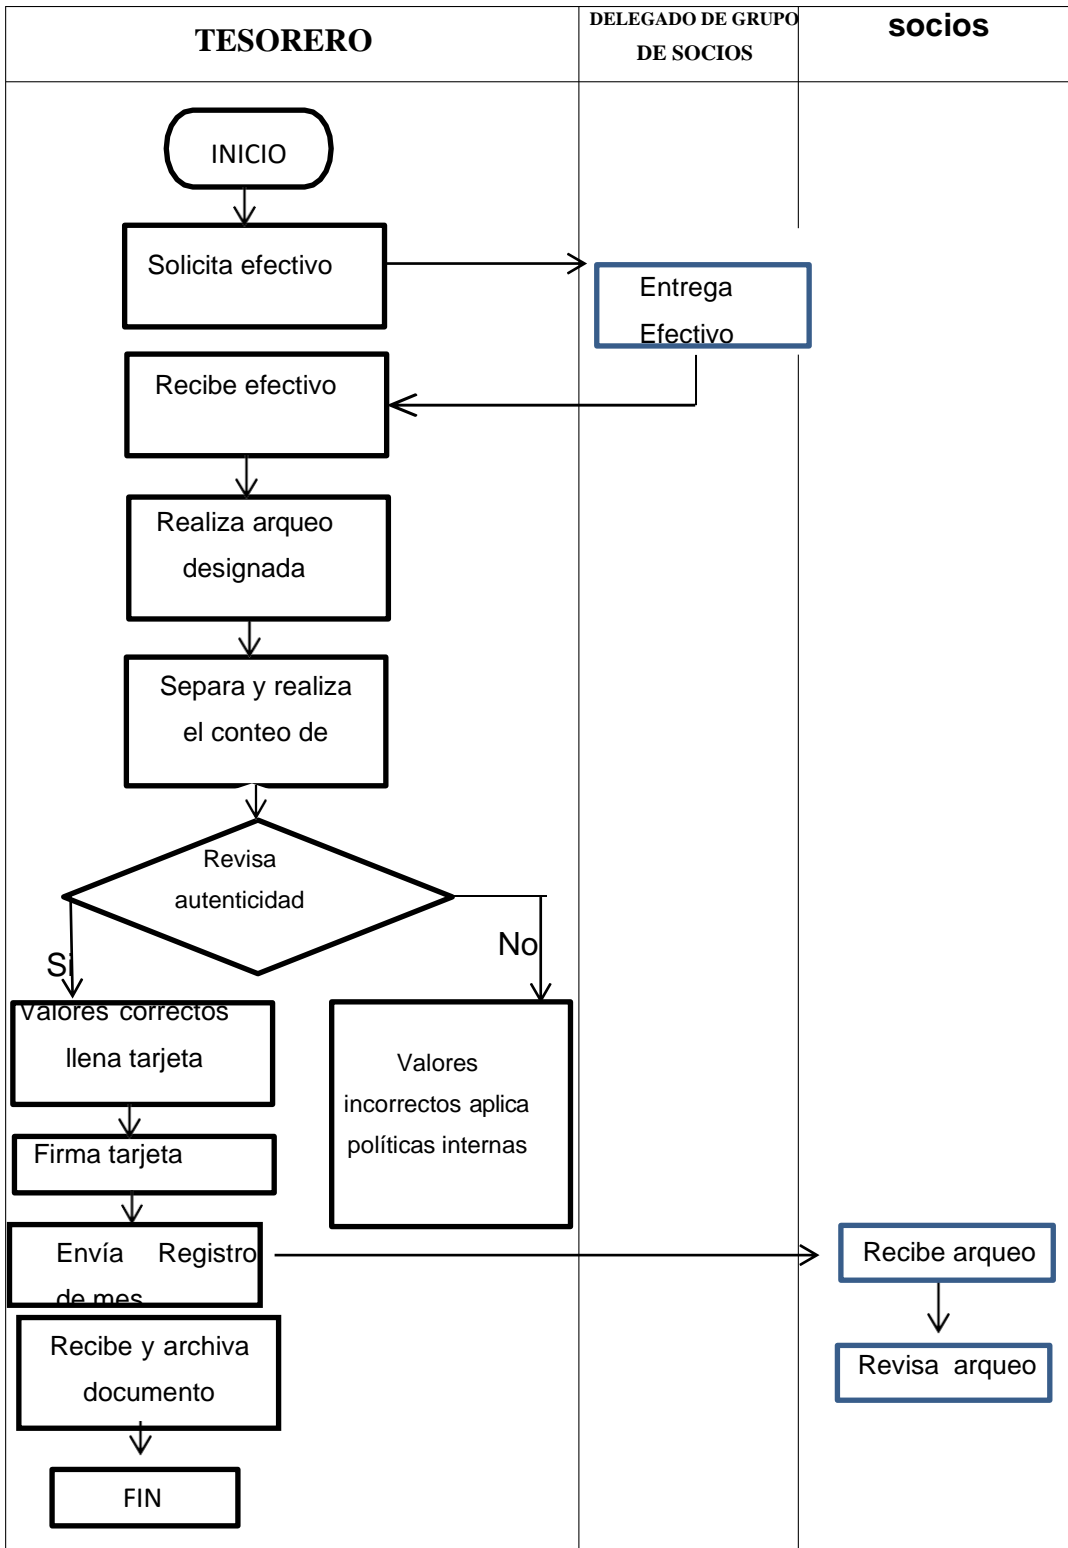 TESORERO
DELEGADO DE GRUPO
DE SOCIOS
socios
INICIO
Solicita efectivo
Entrega
Efectivo
Recibe efectivo
Realiza arqueo
designada
Separa y realiza
el conteo de
Revisa
autenticidad
Si
No
Valores correctos
llena tarjeta
Valores
incorrectos aplica
políticas internas
Firma tarjeta
Envía Registro
de mes
Recibe arqueo
Recibe y archiva
documento
Revisa arqueo
FIN